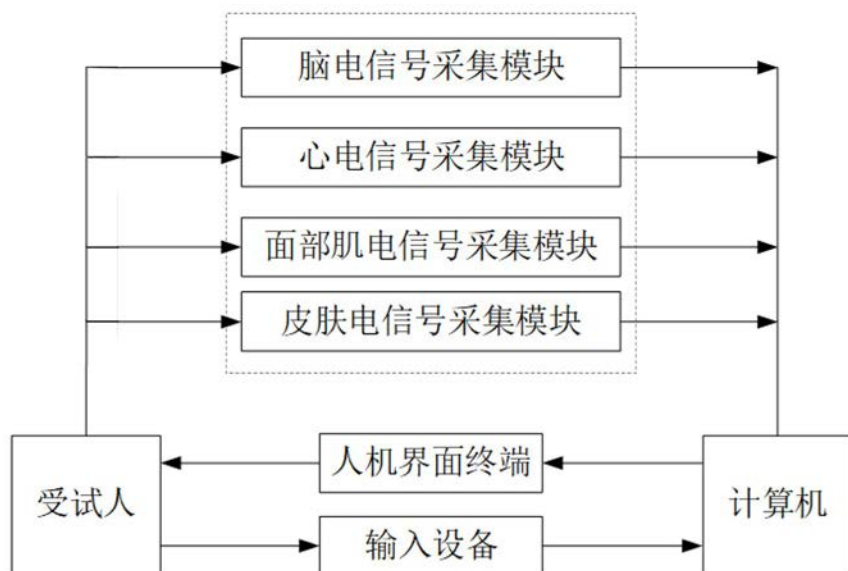 脑电信号采集模块
心电信号采集模块
面部肌电信号采集模块
皮肤电信号采集模块
人机界面终端
受试人
计算机
输入设备